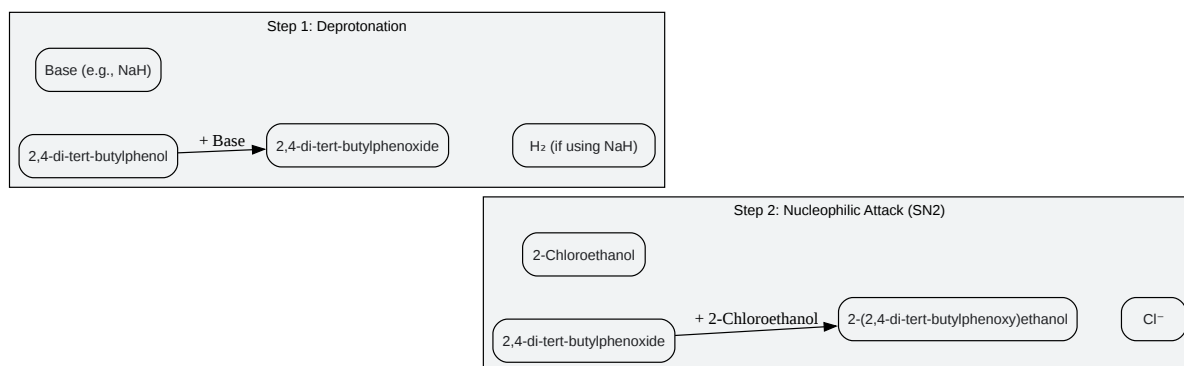 Step 1: Deprotonation
Base (e.g., NaH)
2,4-di-tert-butylphenol
+ Base
2,4-di-tert-butylphenoxide
H₂ (if using NaH)
Step 2: Nucleophilic Attack (SN2)
2-Chloroethanol
2,4-di-tert-butylphenoxide
+ 2-Chloroethanol
2-(2,4-di-tert-butylphenoxy)ethanol
Cl⁻